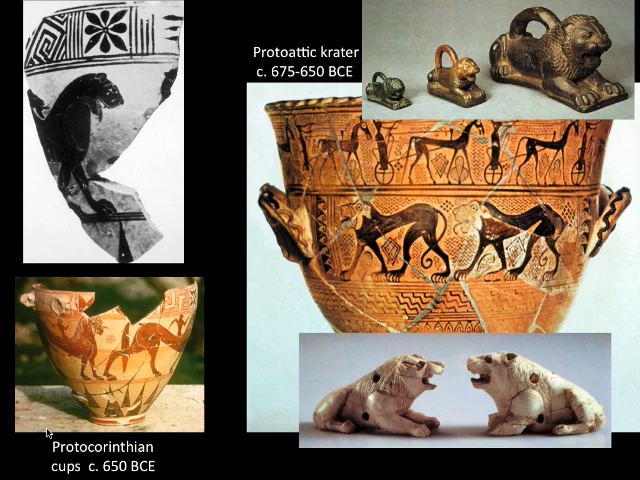 Protoattic krater
c. 675-650 BCE
Protocorinthian
cups c. 650 BCE